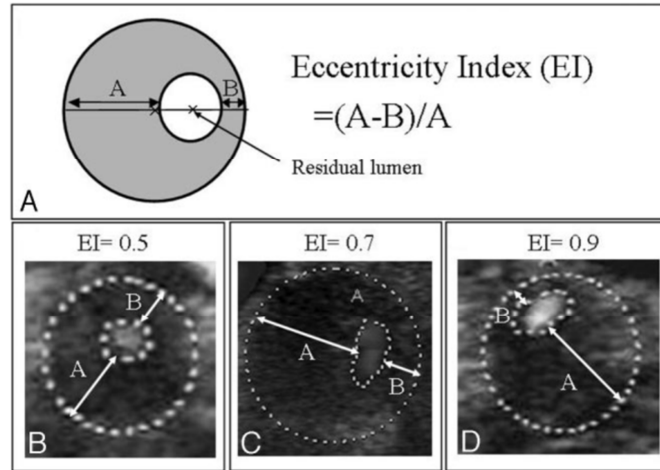 A
B
Eccentricity Index (EI)
=(A-B)/A
Residual lumen
A
EI= 0.5
EI= 0.7
EI= 0.9
B
A
B
A
A
B
C
B
A
D